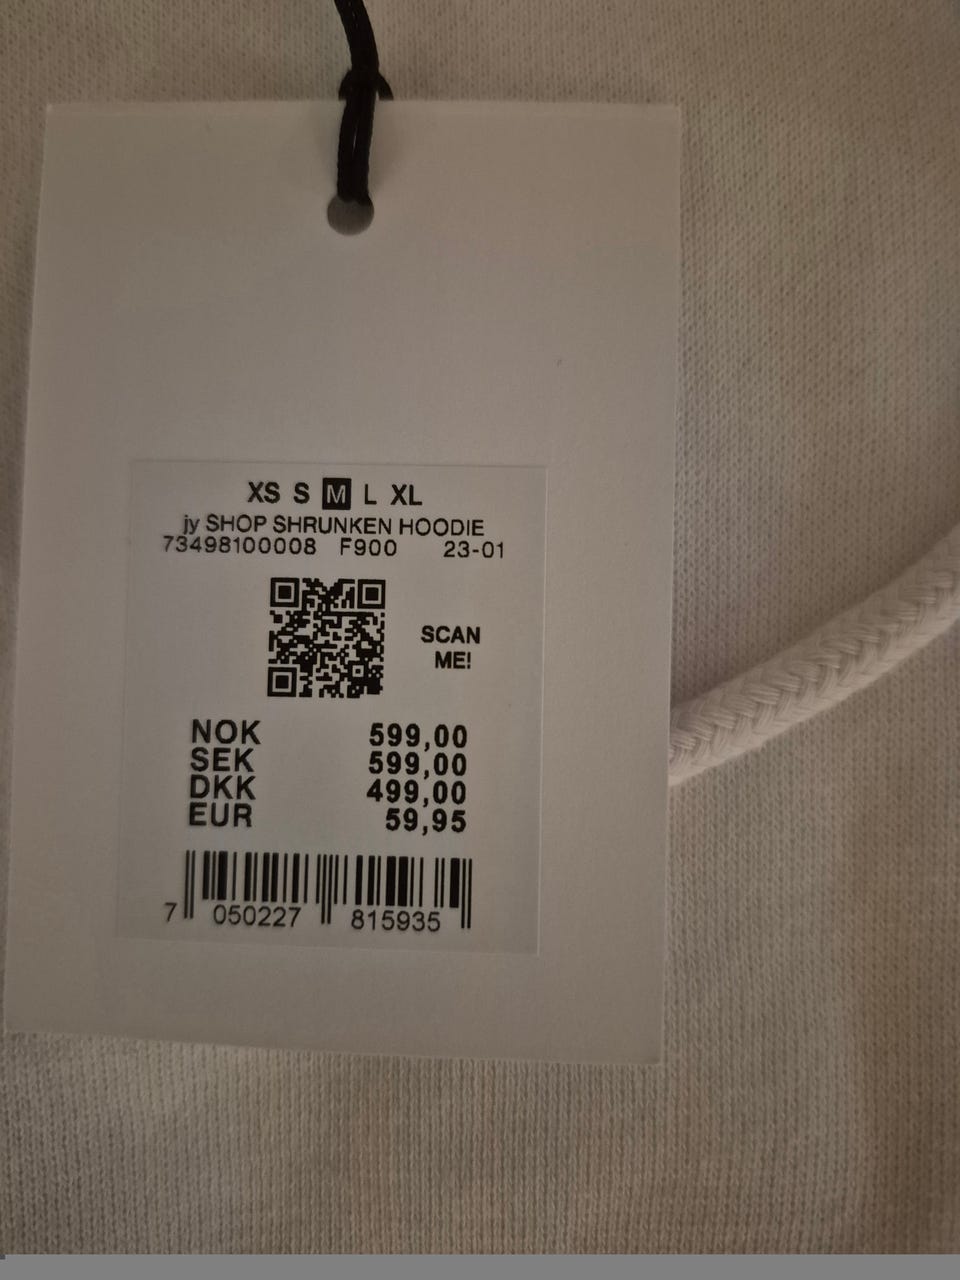 XS S M L XL
jy SHOP SHRUNKEN HOODIE
73498100008 F900 23-01
SCAN
ME!
NOK 599,00
SEK 599,00
DKK 499,00
EUR 59,95
7 050227 815935